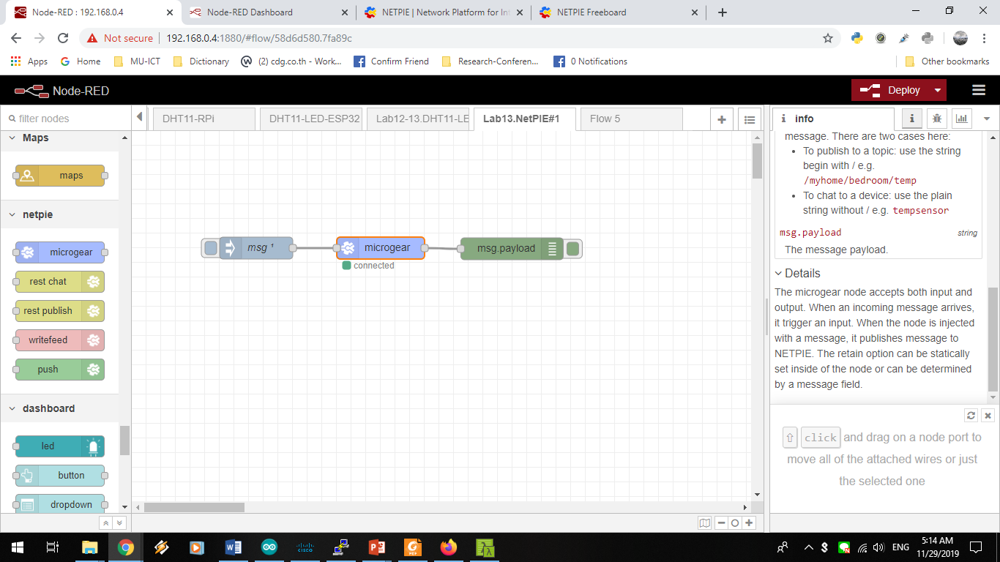 Node-RED : 192.168.0.4
Node-RED Dashboard
NETPIE | Network Platform for Int
NETPIE Freeboard
Not secure
192.168.0.4:1880/#flow/58d6d580.7fa89c
Apps
Home
MU-ICT
Dictionary
(2) cdg.co.th - Work...
Confirm Friend
Research-Conferen...
0 Notifications
Other bookmarks
Node-RED
Deploy
filter nodes
DHT11-RPi
DHT11-LED-ESP32
Lab12-13.DHT11-LE
Lab13.NetPIE#1
Flow 5
info
Maps
maps
netpie
microgear
rest chat
rest publish
writefeed
push
dashboard
led
button
dropdown
msg ¹
microgear
connected
msg.payload
message. There are two cases here:
• To publish to a topic: use the string
begin with / e.g.
/myhome/bedroom/temp
• To chat to a device: use the plain
string without / e.g. tempsensor
msg.payload string
The message payload.
Details
The microgear node accepts both input and
output. When an incoming message arrives,
it trigger an input. When the node is injected
with a message, it publishes message to
NETPIE. The retain option can be statically
set inside of the node or can be determined
by a message field.
⇧ click and drag on a node port to
move all of the attached wires or just
the selected one
cisco
PDF
ENG
5:14 AM
11/29/2019